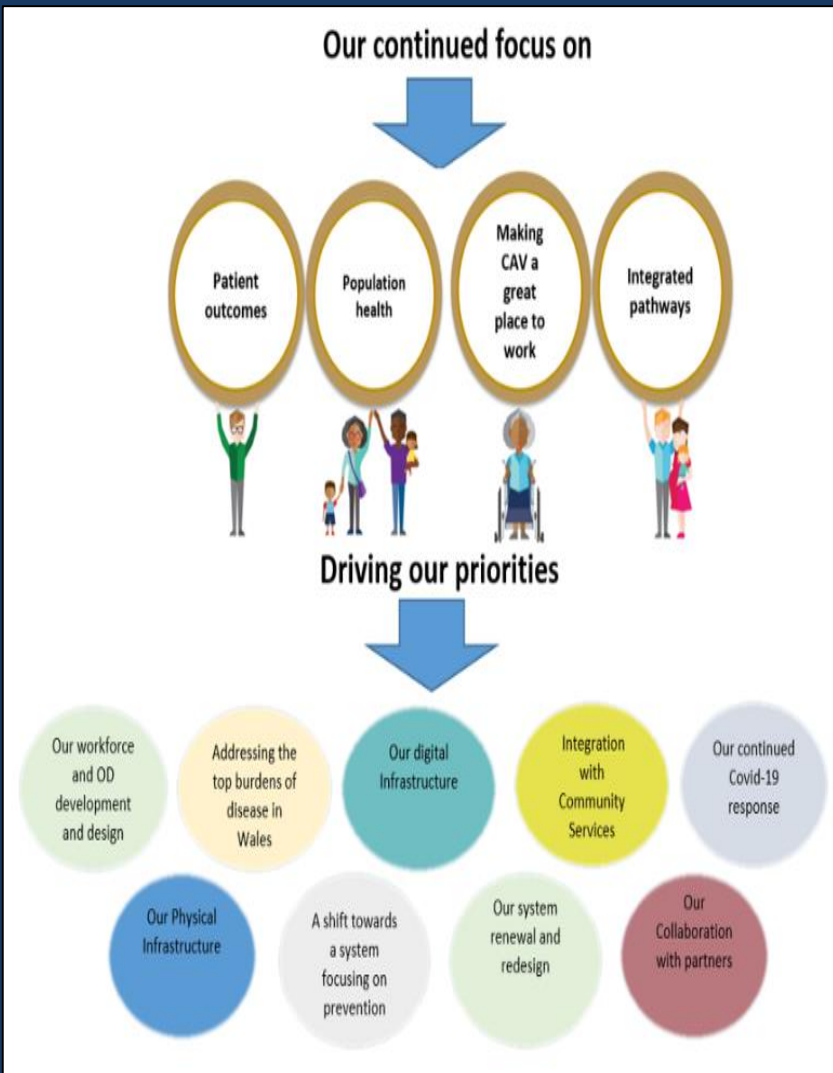 Our continued focus on
Patient
outcomes
Population
health
Making
CAV a
great
place to
work
Integrated
pathways
Driving our priorities
Our workforce
and OD
development
and design
Addressing the
top burdens of
disease in
Wales
Our digital
Infrastructure
Integration
with
Community
Services
Our continued
Covid-19
response
Our Physical
Infrastructure
A shift towards
a system
focusing on
prevention
Our system
renewal and
redesign
Our
Collaboration
with partners